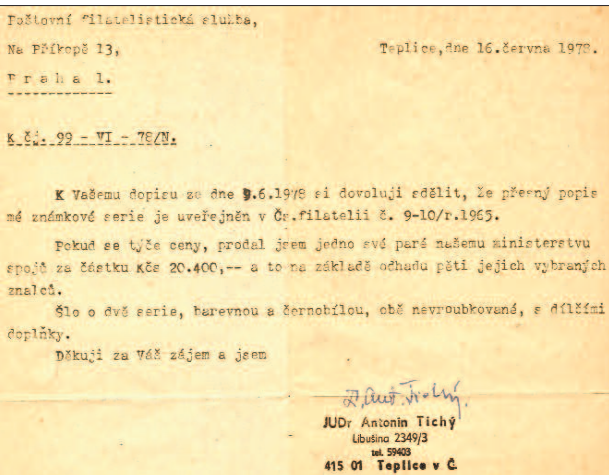 Poštovní filatelistická služba,
Na Příkopě 13,
Teplice,dne 16.června 1978.
P r a h a  1.
K čj. 99 - VI - 78/N.
K Vašemu dopisu ze dne 9.6.1978 si dovoluji sdělit, že přesný popis
mé známkové serie je uveřejněn v Čs.filatelii č. 9-10/r.1965.
Pokud se týče ceny, prodal jsem jedno své paré našemu ministerstvu
spojů za částku Kčs 20.400,-- a to na základě odhadu pěti jejich vybraných
znalců.
Šlo o dvě serie, barevnou a černobílou, obě nevroubkované, s dílčími
doplňky.
Děkuji za Váš zájem a jsem
JUDr Antonín Tichý
Libušina 2349/3
tel. 59403
415 01 Teplice v Č.